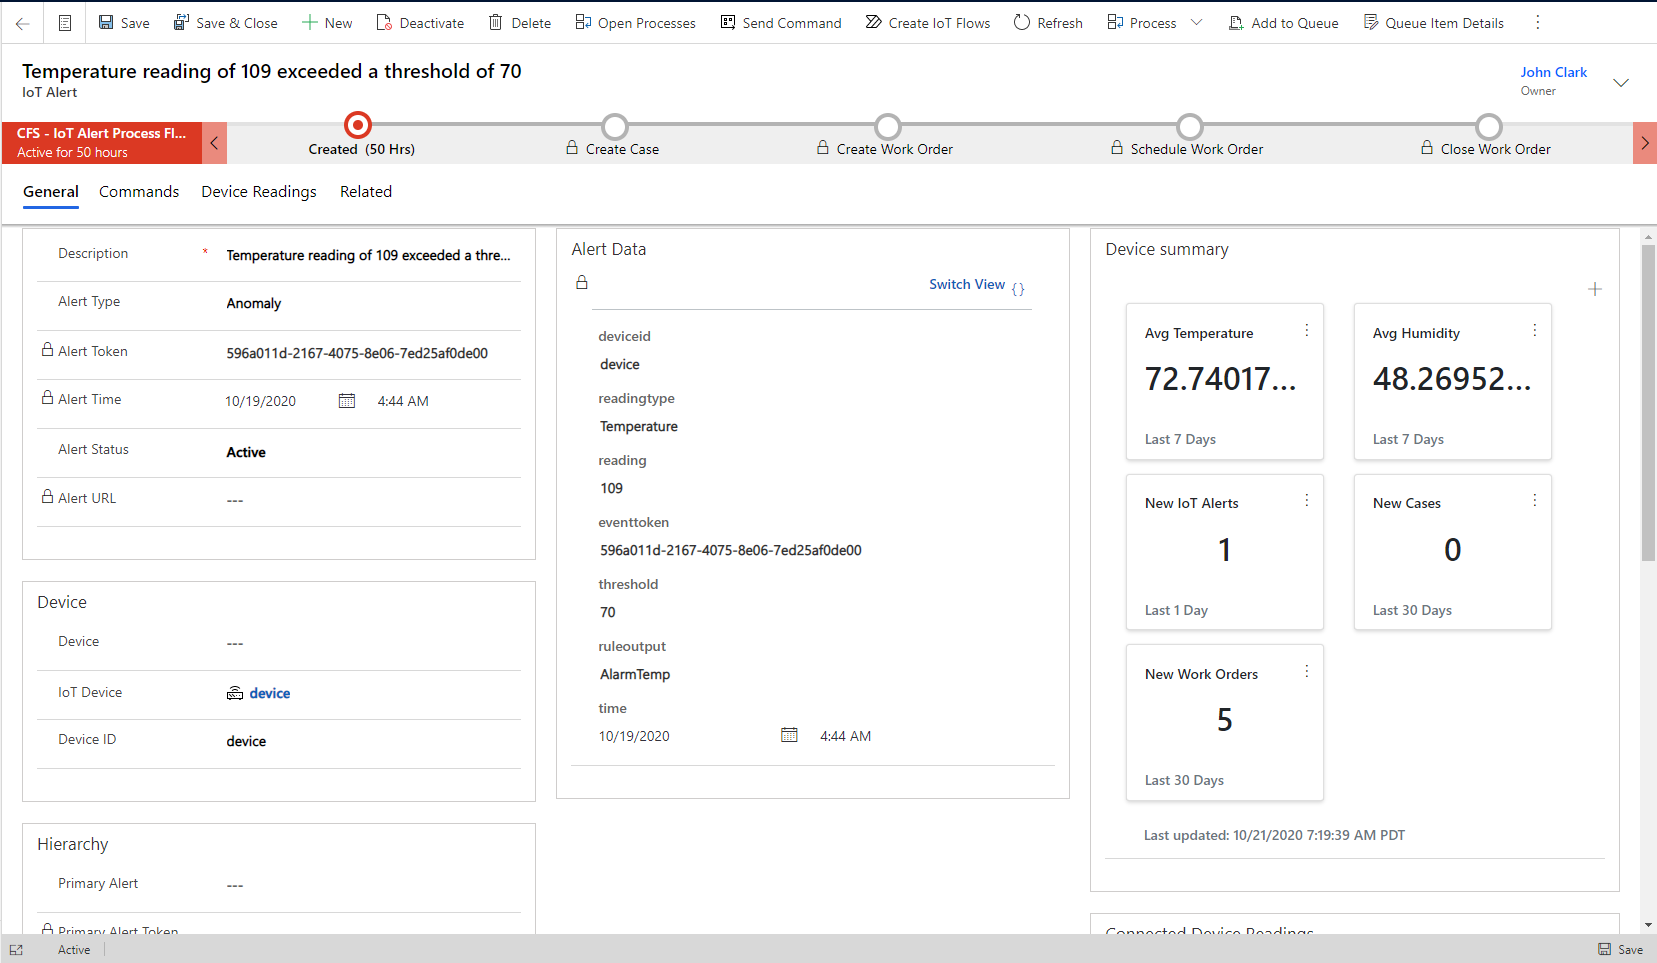 Save
Save & Close
New
Deactivate
Delete
Open Processes
Send Command
Create IoT Flows
Refresh
Process
Add to Queue
Queue Item Details
Temperature reading of 109 exceeded a threshold of 70
IoT Alert
John Clark
Owner
CFS - IoT Alert Process Fl...
Active for 50 hours
Created (50 Hrs)
Create Case
Create Work Order
Schedule Work Order
Close Work Order
General
Commands
Device Readings
Related
Description * Temperature reading of 109 exceeded a thre...
Alert Type Anomaly
Alert Token 596a011d-2167-4075-8e06-7ed25af0de00
Alert Time 10/19/2020 4:44 AM
Alert Status Active
Alert URL ---
Device
Device ---
IoT Device device
Device ID device
Hierarchy
Primary Alert ---
Primary Alert Token
Alert Data
Switch View {}
deviceid
device
readingtype
Temperature
reading
109
eventtoken
596a011d-2167-4075-8e06-7ed25af0de00
threshold
70
ruleoutput
AlarmTemp
time
10/19/2020 4:44 AM
Device summary
Avg Temperature
72.74017...
Last 7 Days
Avg Humidity
48.26952...
Last 7 Days
New IoT Alerts
1
Last 1 Day
New Cases
0
Last 30 Days
New Work Orders
5
Last 30 Days
Last updated: 10/21/2020 7:19:39 AM PDT
Connected Device Readings
Active
Save